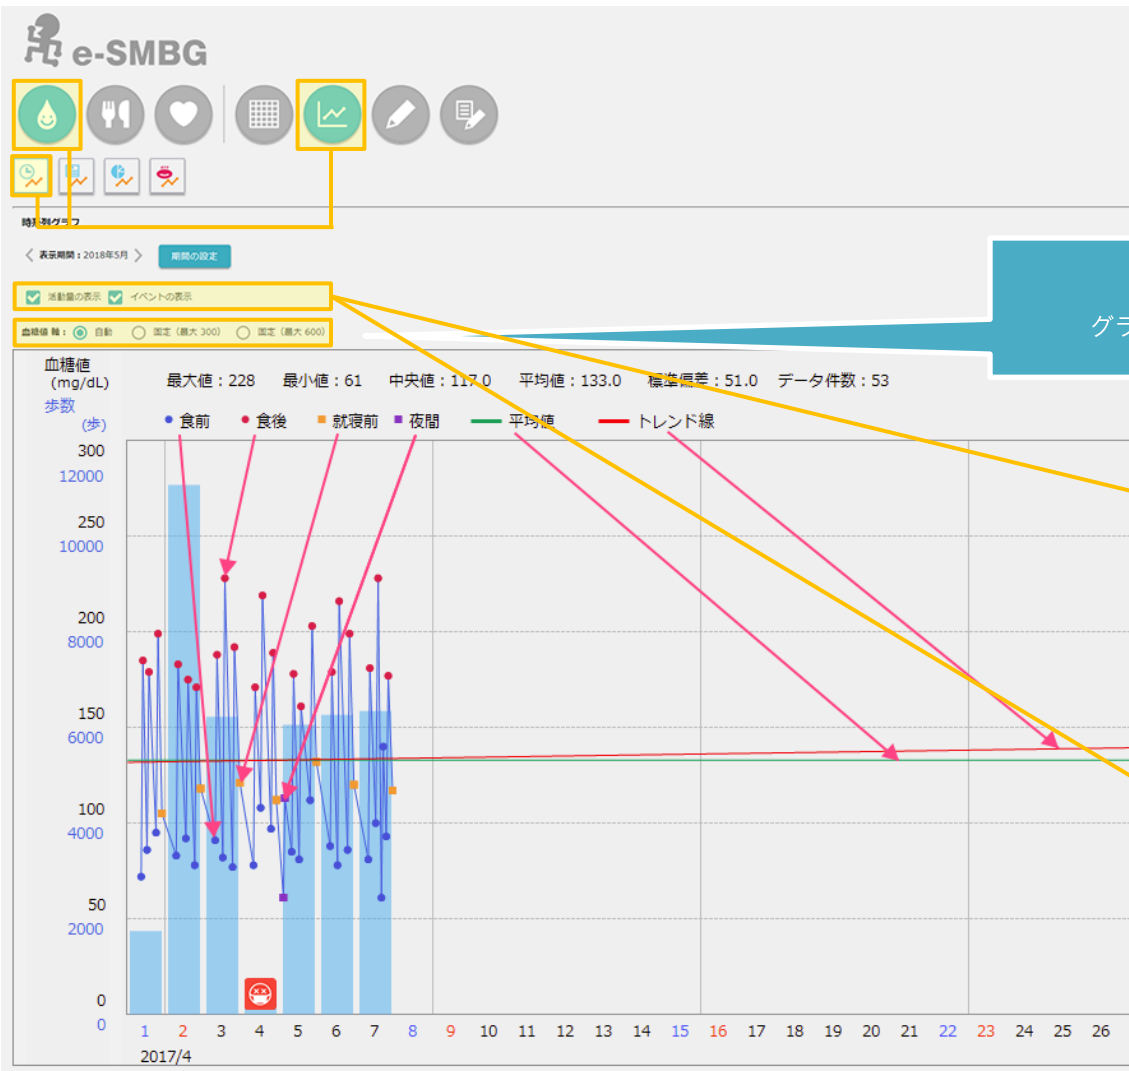 e-SMBG
時系列グラフ
表示期間：2018年5月
期間の設定
活動量の表示 イベントの表示
血糖値 軸： 自動 固定（最大 300） 固定（最大 600）
グラ
血糖値
(mg/dL)
歩数
(歩)
最大値：228 最小値：61 中央値：117.0 平均値：133.0 標準偏差：51.0 データ件数：53
食前 食後 就寝前 夜間 平均値 トレンド線
300
12000
250
10000
200
8000
150
6000
100
4000
50
2000
0
0
1 2 3 4 5 6 7 8 9 10 11 12 13 14 15 16 17 18 19 20 21 22 23 24 25 26
2017/4